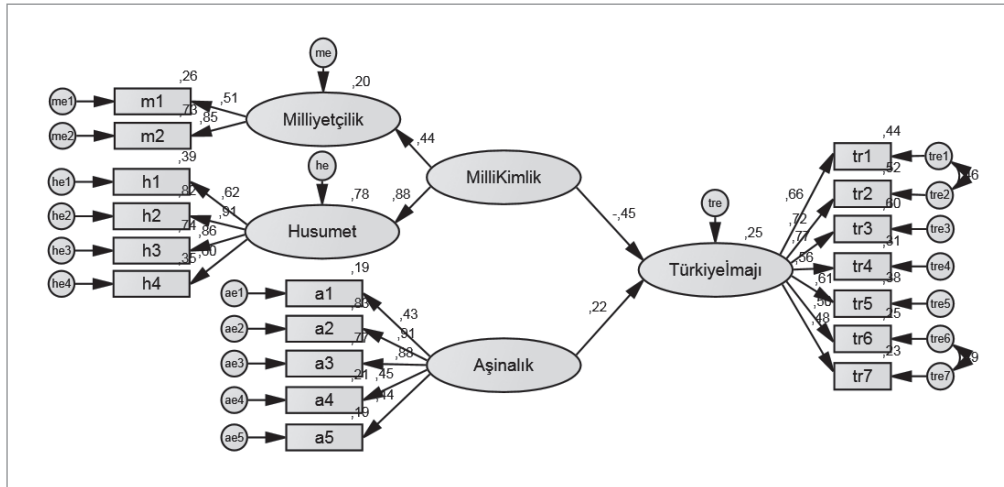 me
,26
,20
me1
m1
,51
Milliyetçilik
,73
,85
me2
m2
,44
,39
he
,44
he1
h1
,62
MilliKimlik
tr1
tre1
,82
,78
,88
,52
he2
h2
,91
,66
tr2
tre2
,74
,86
Husumet
tre
-,45
,72
,60
he3
h3
,77
tr3
tre3
,35
,25
,31
he4
h4
,19
Türkiyeİmajı
tr4
tre4
ae1
a1
,61
,38
,83
,43
,22
tr5
tre5
ae2
a2
,91
,48
,25
,77
,88
tr6
tre6
ae3
a3
Aşinalık
,23
,21
,45
tr7
tre7
ae4
a4
,44
,19
ae5
a5